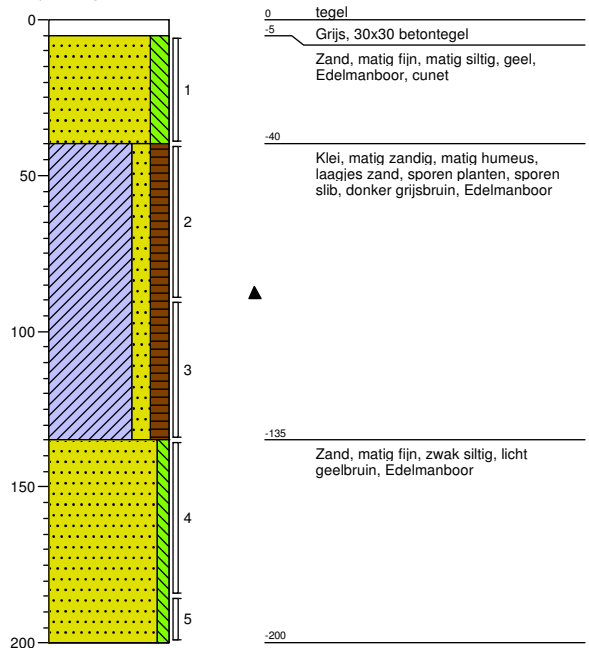 0
50
100
150
200
1
2
3
4
5
0 tegel
-5 Grijs, 30x30 betontegel
Zand, matig fijn, matig siltig, geel,
Edelmanboor, cunet
-40
Klei, matig zandig, matig humeus,
laagjes zand, sporen planten, sporen
slib, donker grijsbruin, Edelmanboor
-135
Zand, matig fijn, zwak siltig, licht
geelbruin, Edelmanboor
-200